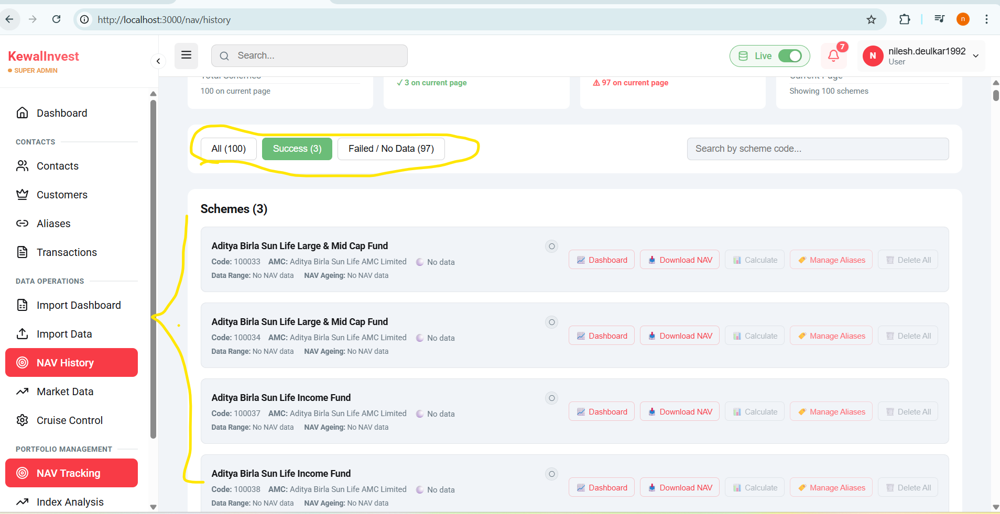 http://localhost:3000/nav/history
n
KewalInvest
SUPER ADMIN
Search...
Live
7
N
nilesh.deulkar1992
User
Dashboard
CONTACTS
Contacts
Customers
Aliases
Transactions
DATA OPERATIONS
Import Dashboard
Import Data
NAV History
Market Data
Cruise Control
PORTFOLIO MANAGEMENT
NAV Tracking
Index Analysis
Total Schemes
100 on current page
✓ 3 on current page
⚠ 97 on current page
Current Page
Showing 100 schemes
All (100) Success (3) Failed / No Data (97) Search by scheme code...
Schemes (3)
Aditya Birla Sun Life Large & Mid Cap Fund
Code: 100033 AMC: Aditya Birla Sun Life AMC Limited No data
Data Range: No NAV data NAV Ageing: No NAV data
Dashboard Download NAV Calculate Manage Aliases Delete All
Aditya Birla Sun Life Large & Mid Cap Fund
Code: 100034 AMC: Aditya Birla Sun Life AMC Limited No data
Data Range: No NAV data NAV Ageing: No NAV data
Dashboard Download NAV Calculate Manage Aliases Delete All
Aditya Birla Sun Life Income Fund
Code: 100037 AMC: Aditya Birla Sun Life AMC Limited No data
Data Range: No NAV data NAV Ageing: No NAV data
Dashboard Download NAV Calculate Manage Aliases Delete All
Aditya Birla Sun Life Income Fund
Code: 100038 AMC: Aditya Birla Sun Life AMC Limited No data
Data Range: No NAV data NAV Ageing: No NAV data
Dashboard Download NAV Calculate Manage Aliases Delete All